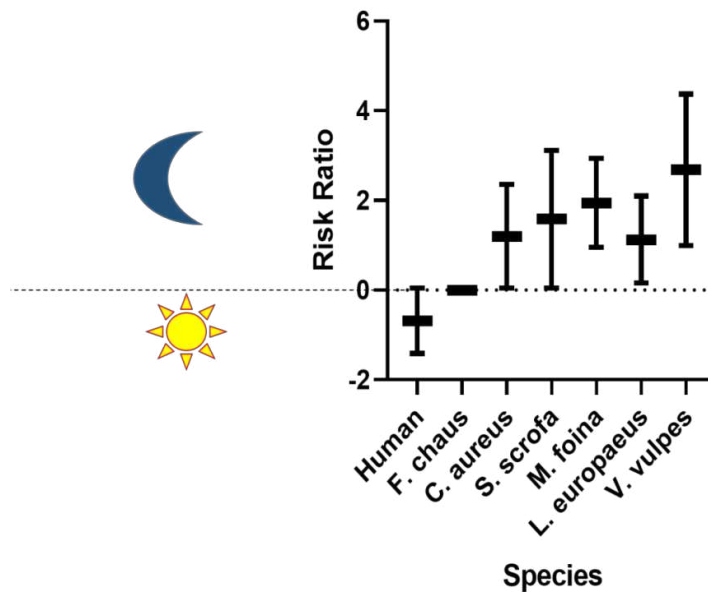 6
4
2
0
-2
Risk Ratio
Human
F. chaus
C. aureus
S. scrofa
M. foina
L. europaeus
V. vulpes
Species